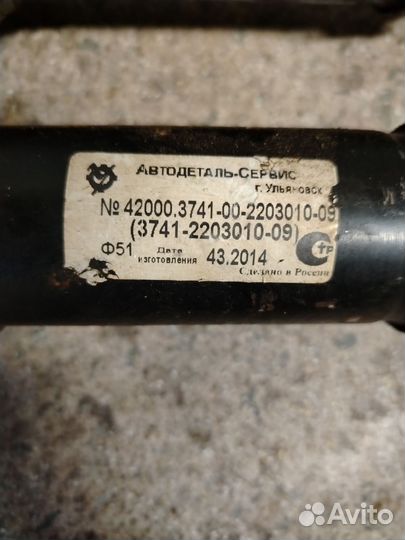 Автодеталь-Сервис
г. Ульяновск
№ 42000.3741-00-2203010-09
(3741-2203010-09)
Ф51 Дата изготовления 43.2014
Сделано в России
Avito